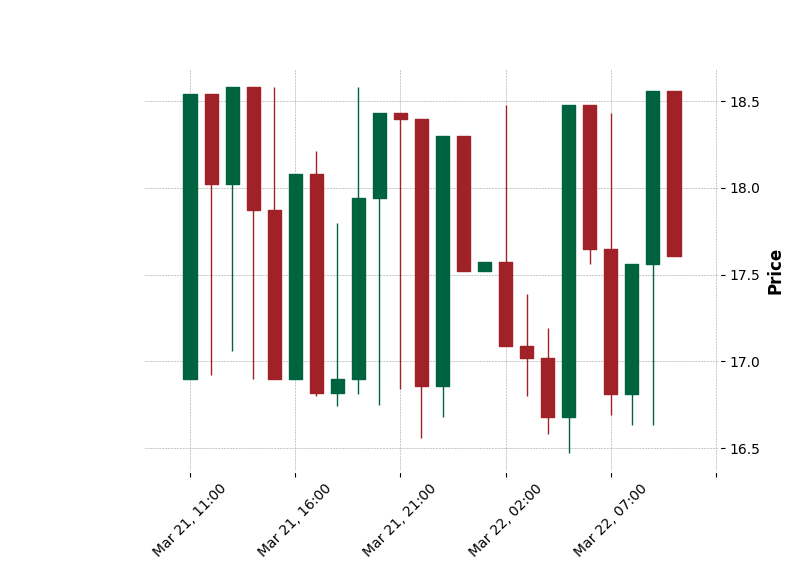 18.5
18.0
17.5
17.0
16.5
Price
Mar 21, 11:00
Mar 21, 16:00
Mar 21, 21:00
Mar 22, 02:00
Mar 22, 07:00